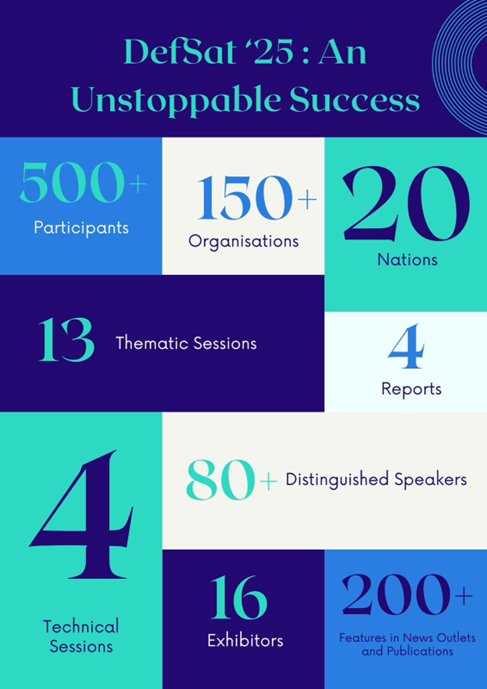 DefSat ‘25 : An
Unstoppable Success
500+
Participants
150+
Organisations
20
Nations
13 Thematic Sessions
4
Reports
4
Technical
Sessions
80+ Distinguished Speakers
16
Exhibitors
200+
Features in News Outlets
and Publications